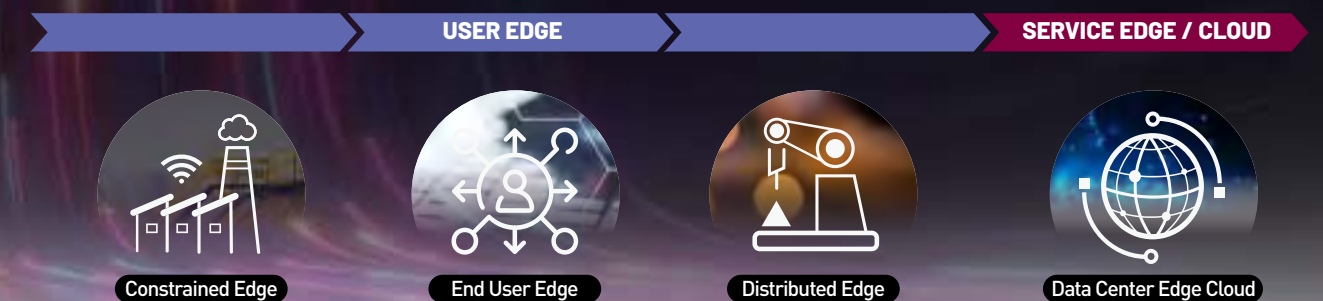 USER EDGE
SERVICE EDGE / CLOUD
Constrained Edge
End User Edge
Distributed Edge
Data Center Edge Cloud